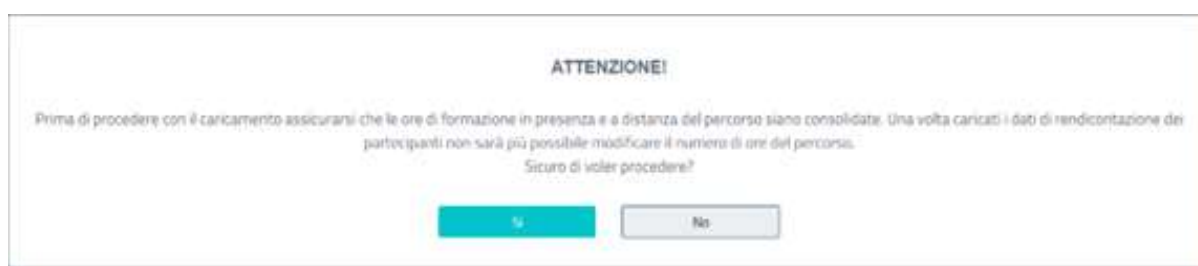 ATTENZIONE!
Prima di procedere con il caricamento assicurarsi che le ore di formazione in presenza e a distanza del percorso siano consolidate. Una volta caricati i dati di rendicontazione dei
partecipanti non sarà più possibile modificare il numero di ore del percorso.
Sicuro di voler procedere?
Si
No